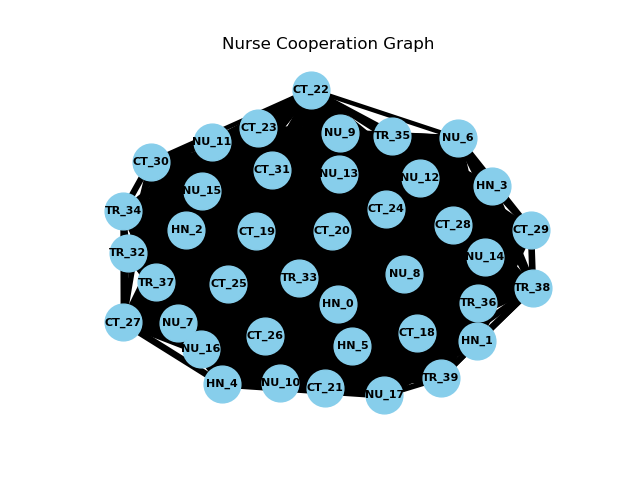 Nurse Cooperation Graph
CT_22
CT_23
NU_9
TR_35
NU_6
NU_11
CT_30
CT_31
NU_13
NU_12
HN_3
NU_15
TR_34
CT_24
CT_28
HN_2
CT_19
CT_20
CT_29
TR_32
NU_14
NU_8
TR_37
CT_25
TR_33
TR_38
HN_0
TR_36
CT_27
NU_7
CT_26
CT_18
HN_1
NU_16
HN_5
TR_39
HN_4
NU_10
CT_21
NU_17